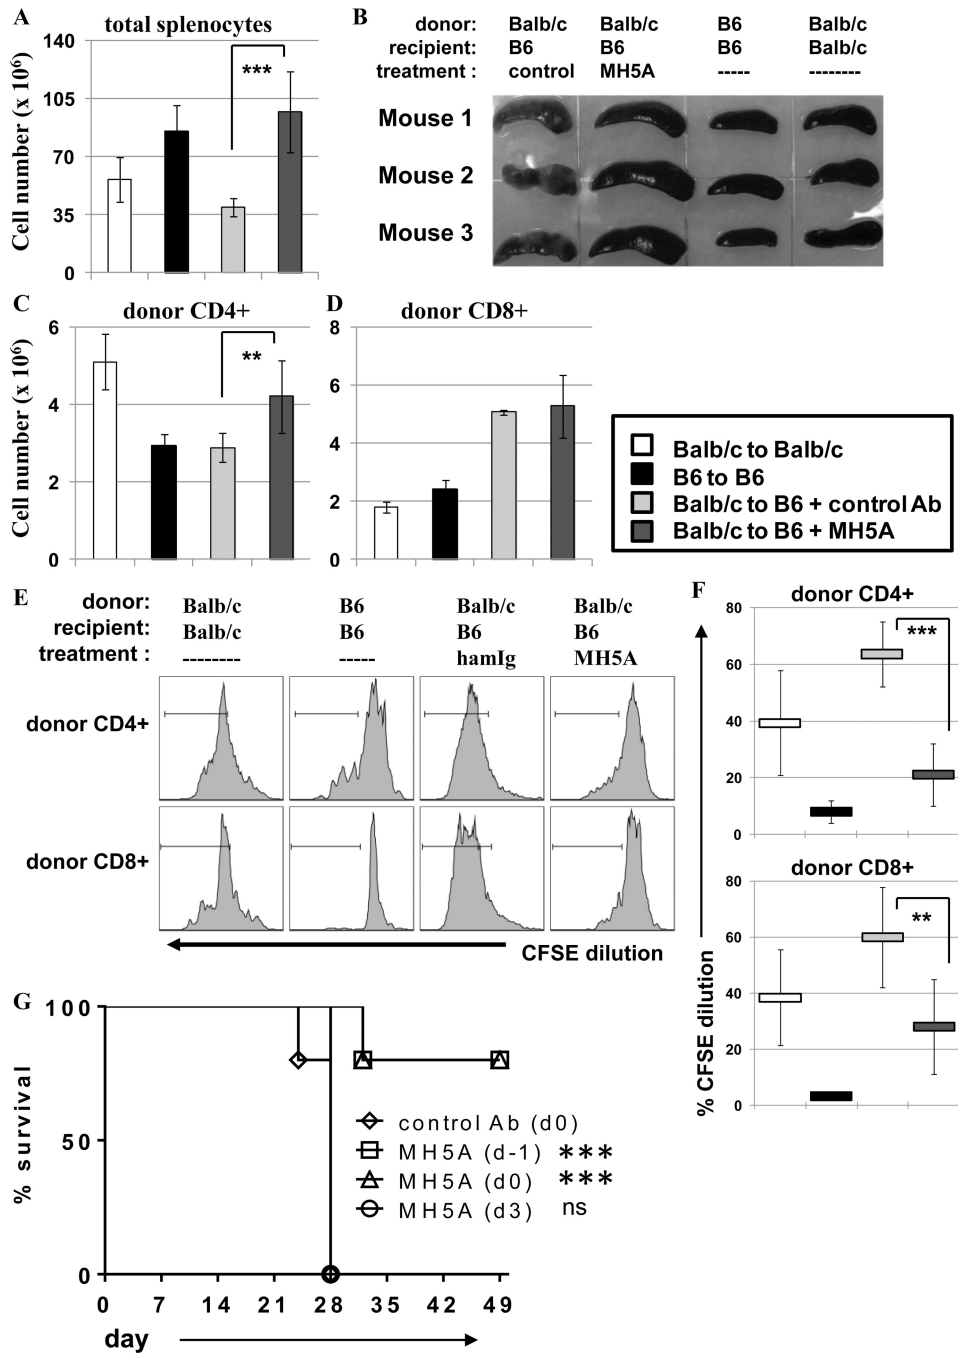 A
total splenocytes
Cell number (x 10⁶)
140
105
70
35
0
***
B
donor: Balb/c Balb/c B6 Balb/c
recipient: B6 B6 B6 Balb/c
treatment : control MH5A ----- --------
Mouse 1
Mouse 2
Mouse 3
C
donor CD4+
Cell number (x 10⁶)
6
4
2
0
**
D
donor CD8+
8
6
4
2
0
Balb/c to Balb/c
B6 to B6
Balb/c to B6 + control Ab
Balb/c to B6 + MH5A
E
donor: Balb/c B6 Balb/c Balb/c
recipient: Balb/c B6 B6 B6
treatment : -------- ----- hamIg MH5A
donor CD4+
donor CD8+
CFSE dilution
F
donor CD4+
80
60
40
20
0
***
donor CD8+
80
60
40
20
0
**
% CFSE dilution
G
% survival
100
50
0
control Ab (d0)
MH5A (d-1) ***
MH5A (d0) ***
MH5A (d3) ns
0 7 14 21 28 35 42 49
day